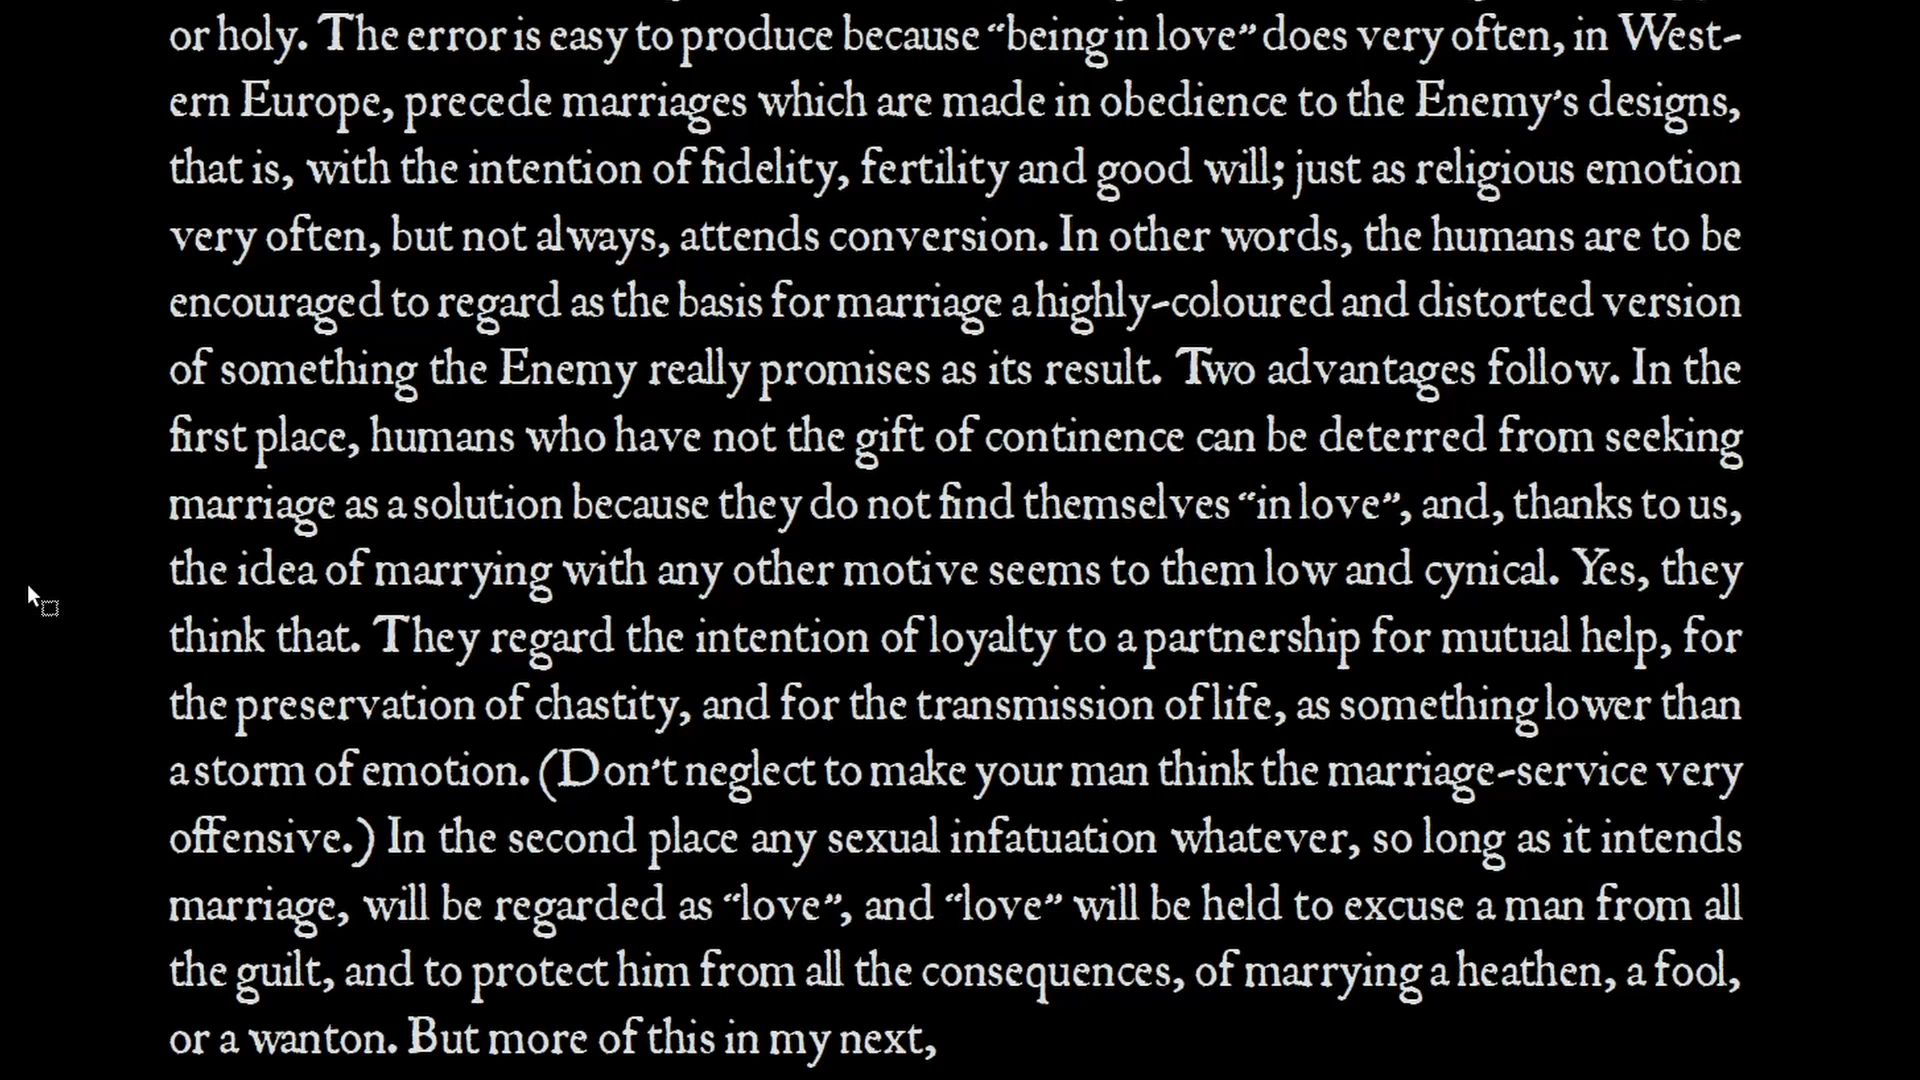 or holy. The error is easy to produce because “being in love” does very often, in West-
ern Europe, precede marriages which are made in obedience to the Enemy’s designs,
that is, with the intention of fidelity, fertility and good will; just as religious emotion
very often, but not always, attends conversion. In other words, the humans are to be
encouraged to regard as the basis for marriage a highly-coloured and distorted version
of something the Enemy really promises as its result. Two advantages follow. In the
first place, humans who have not the gift of continence can be deterred from seeking
marriage as a solution because they do not find themselves “in love”, and, thanks to us,
the idea of marrying with any other motive seems to them low and cynical. Yes, they
think that. They regard the intention of loyalty to a partnership for mutual help, for
the preservation of chastity, and for the transmission of life, as something lower than
a storm of emotion. (Don’t neglect to make your man think the marriage-service very
offensive.) In the second place any sexual infatuation whatever, so long as it intends
marriage, will be regarded as “love”, and “love” will be held to excuse a man from all
the guilt, and to protect him from all the consequences, of marrying a heathen, a fool,
or a wanton. But more of this in my next,